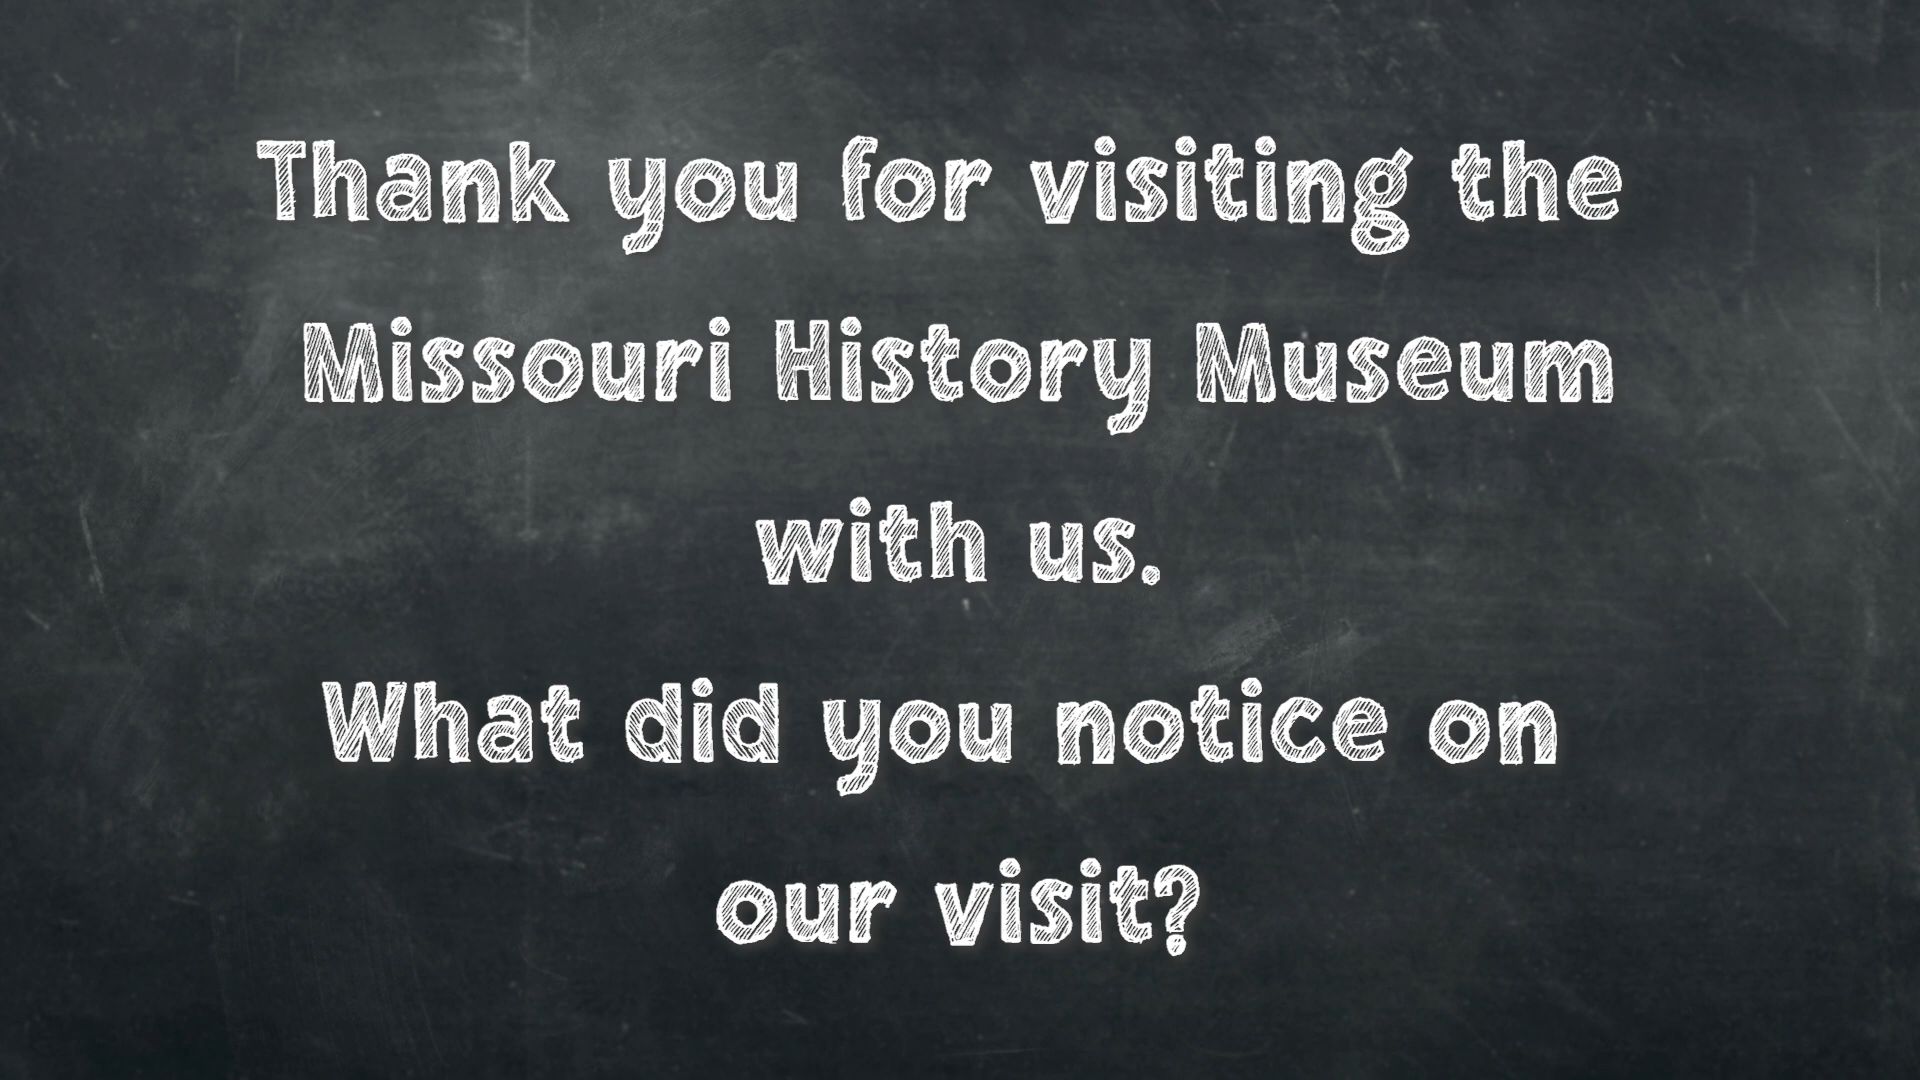 Thank you for visiting the
Missouri History Museum
with us.
What did you notice on
our visit?